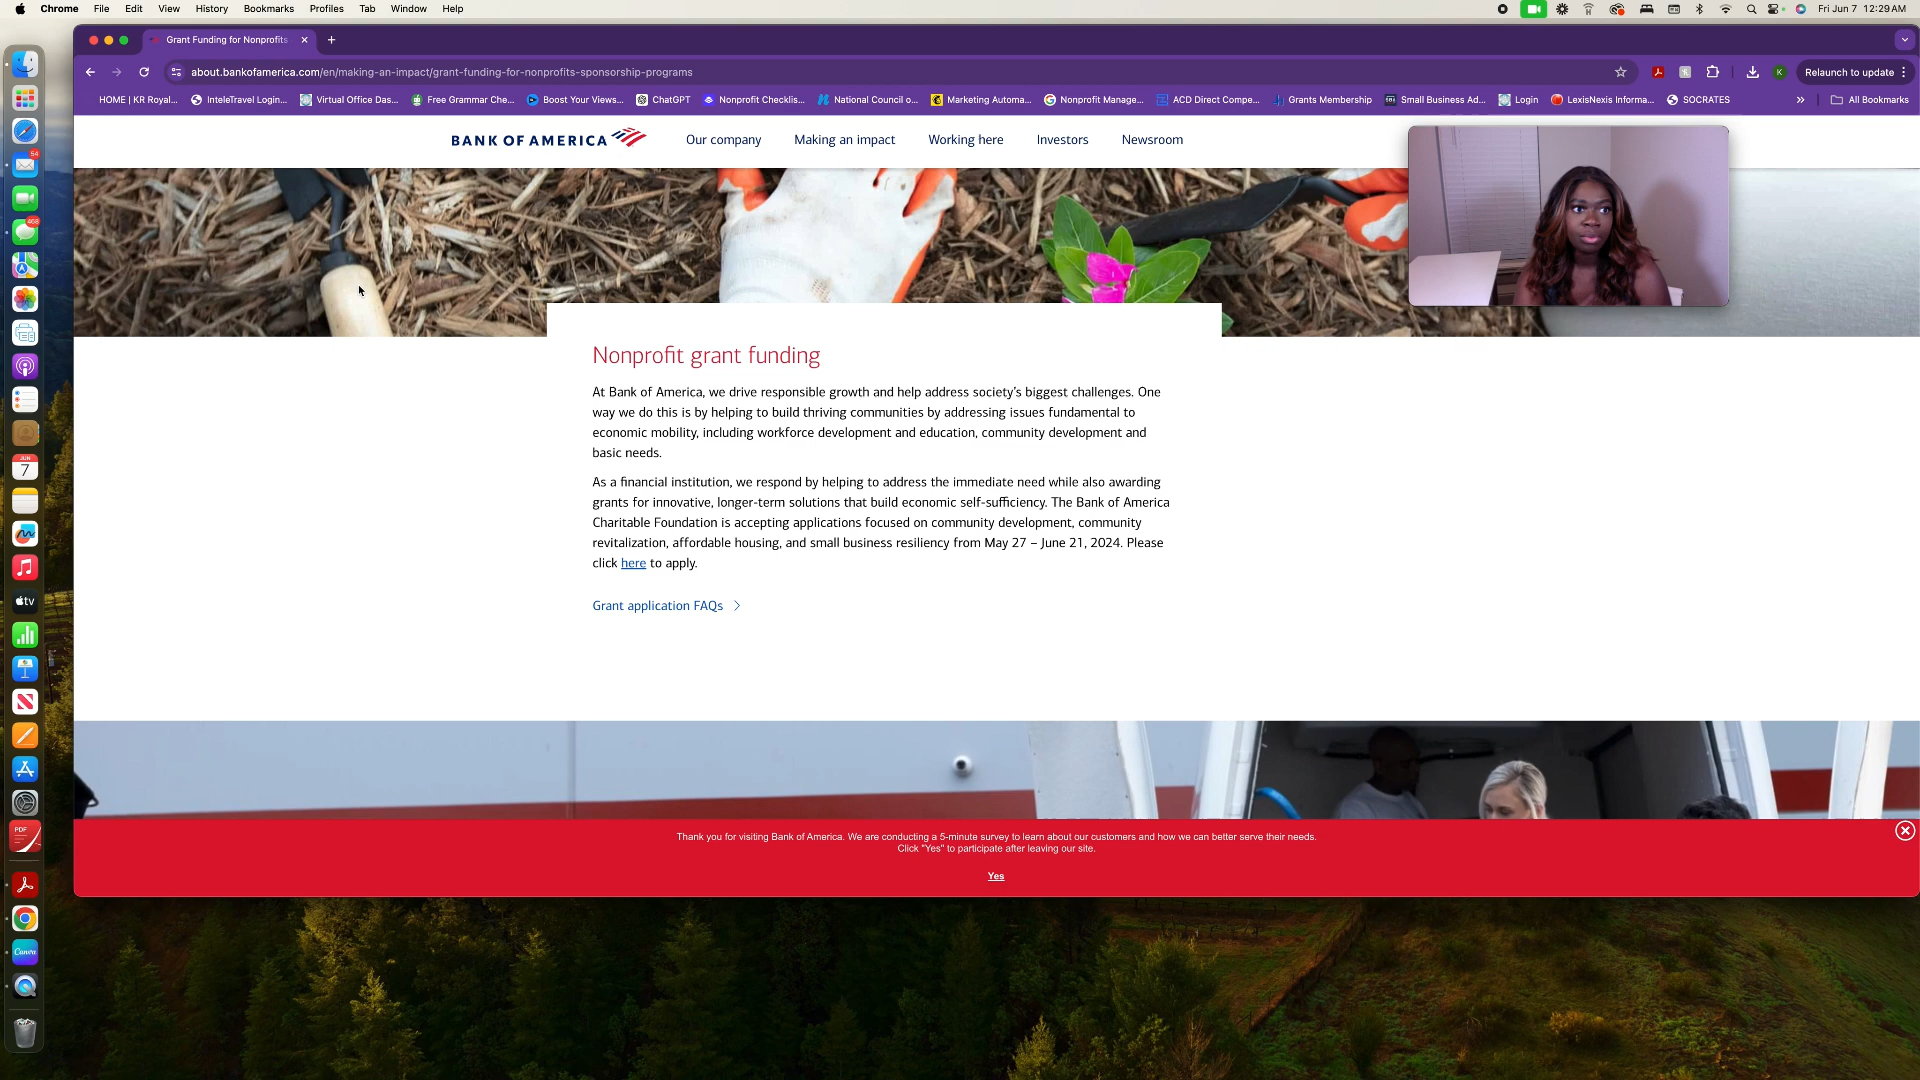 Chrome File Edit View History Bookmarks Profiles Tab Window Help Fri Jun 7 12:29 AM
Grant Funding for Nonprofits
about.bankofamerica.com/en/making-an-impact/grant-funding-for-nonprofits-sponsorship-programs K Relaunch to update
HOME | KR Royal... InteleTravel Login... Virtual Office Das... Free Grammar Che... Boost Your Views... ChatGPT Nonprofit Checklis... National Council o... Marketing Automa... Nonprofit Manage... ACD Direct Compe... Grants Membership Small Business Ad... Login LexisNexis Informa... SOCRATES » All Bookmarks
BANK OF AMERICA Our company Making an impact Working here Investors Newsroom
54
468
Nonprofit grant funding
At Bank of America, we drive responsible growth and help address society's biggest challenges. One
way we do this is by helping to build thriving communities by addressing issues fundamental to
economic mobility, including workforce development and education, community development and
basic needs.
JUN
7
As a financial institution, we respond by helping to address the immediate need while also awarding
grants for innovative, longer-term solutions that build economic self-sufficiency. The Bank of America
Charitable Foundation is accepting applications focused on community development, community
revitalization, affordable housing, and small business resiliency from May 27 – June 21, 2024. Please
click here to apply.
Grant application FAQs
tv
PDF
Thank you for visiting Bank of America. We are conducting a 5-minute survey to learn about our customers and how we can better serve their needs.
Click "Yes" to participate after leaving our site.
Yes
Canva